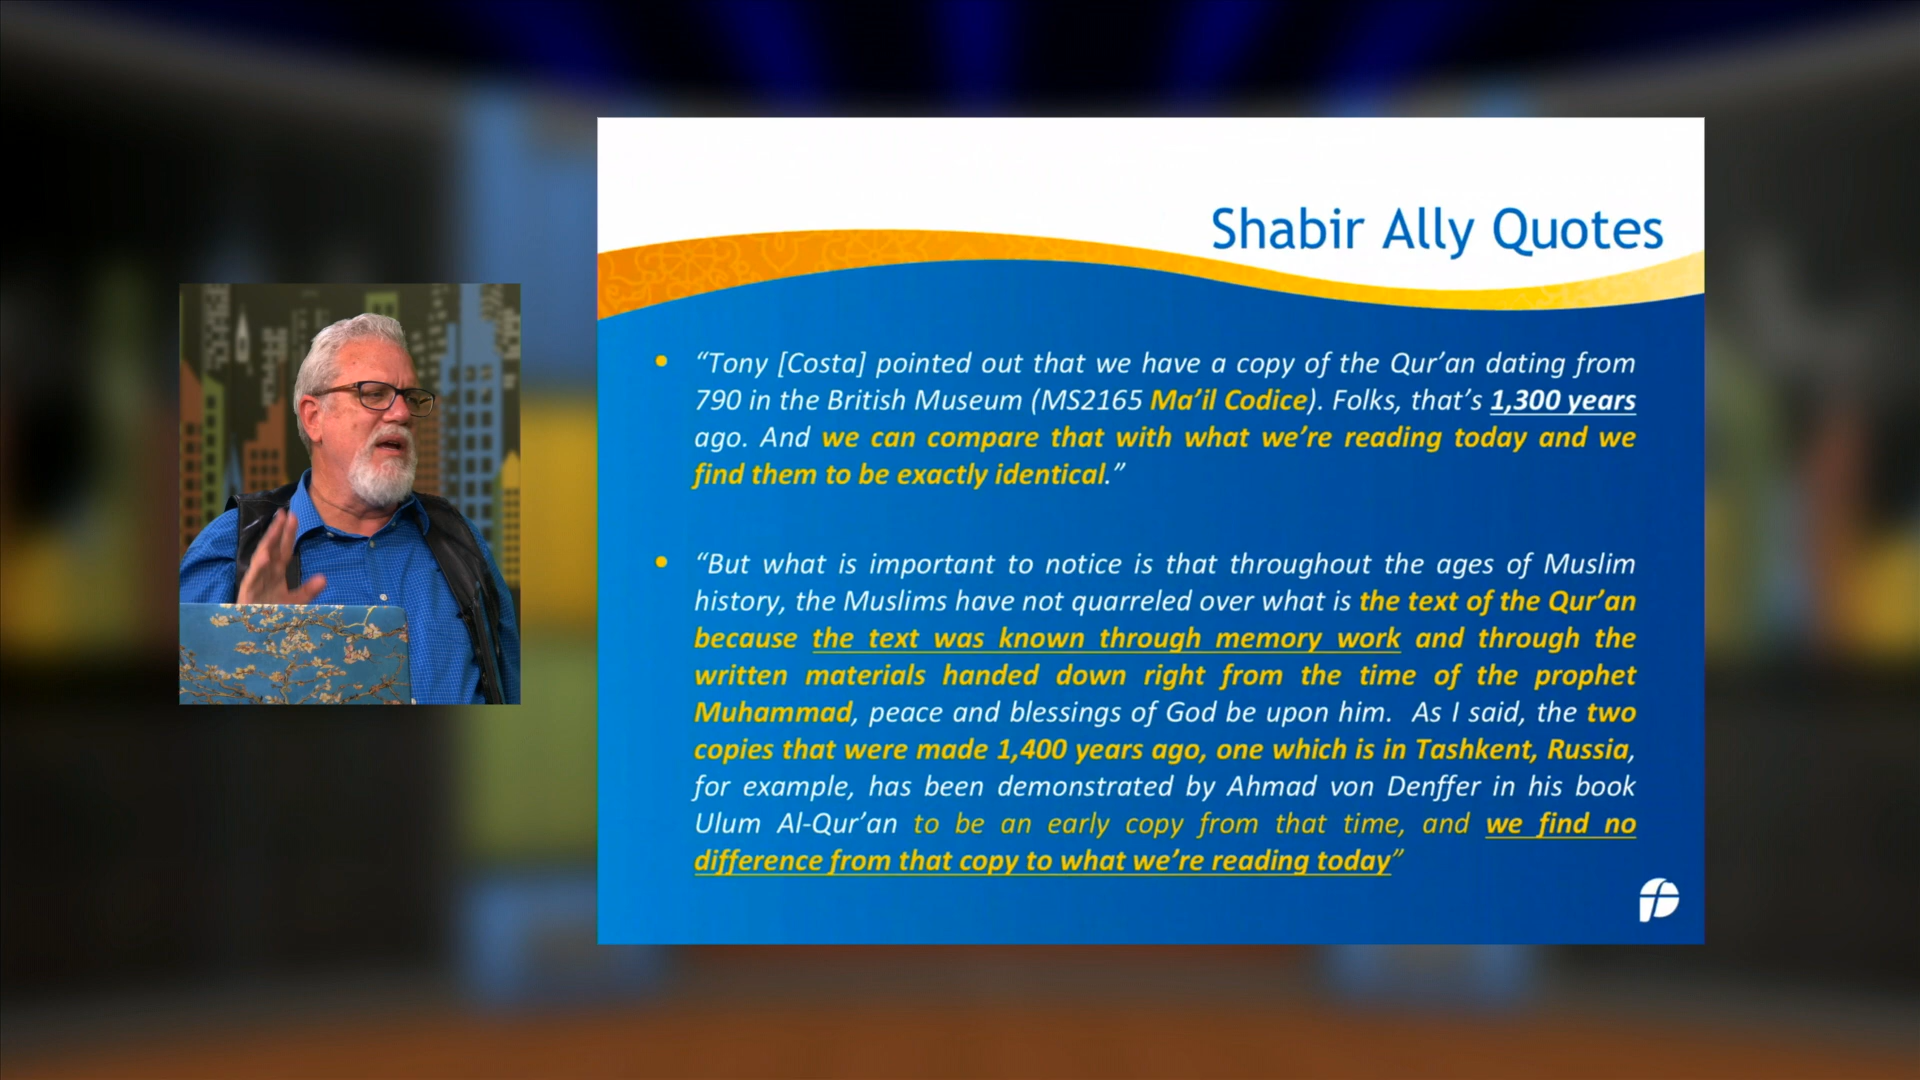 Shabir Ally Quotes
• “Tony [Costa] pointed out that we have a copy of the Qur’an dating from
790 in the British Museum (MS2165 Ma’il Codice). Folks, that’s 1,300 years
ago. And we can compare that with what we’re reading today and we
find them to be exactly identical.”
• “But what is important to notice is that throughout the ages of Muslim
history, the Muslims have not quarreled over what is the text of the Qur’an
because the text was known through memory work and through the
written materials handed down right from the time of the prophet
Muhammad, peace and blessings of God be upon him. As I said, the two
copies that were made 1,400 years ago, one which is in Tashkent, Russia,
for example, has been demonstrated by Ahmad von Denffer in his book
Ulum Al-Qur’an to be an early copy from that time, and we find no
difference from that copy to what we’re reading today”